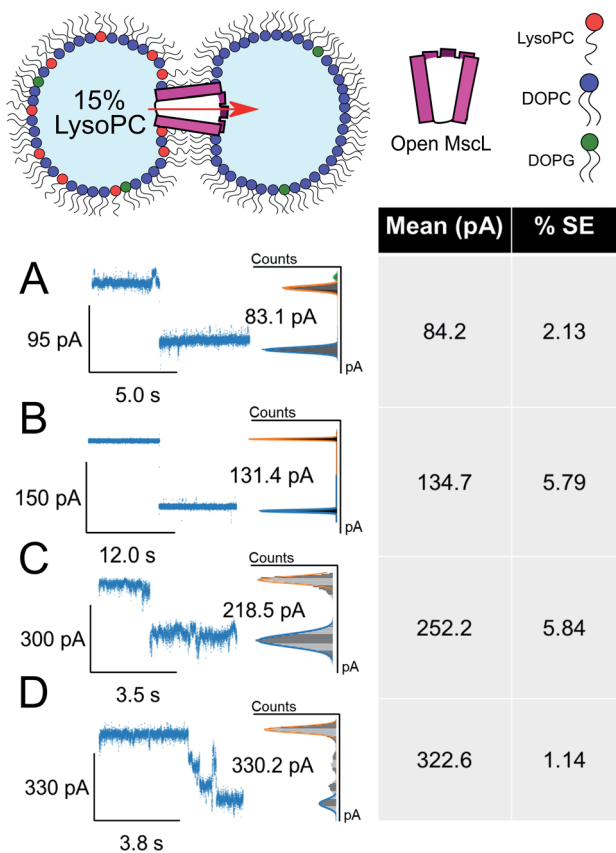 15%
LysoPC
Open MscL
LysoPC
DOPC
DOPG
Mean (pA) % SE
A
Counts
83.1 pA
95 pA
pA
5.0 s
84.2 2.13
B
Counts
131.4 pA
150 pA
pA
12.0 s
134.7 5.79
C
Counts
218.5 pA
300 pA
pA
3.5 s
252.2 5.84
D
Counts
330.2 pA
330 pA
pA
3.8 s
322.6 1.14